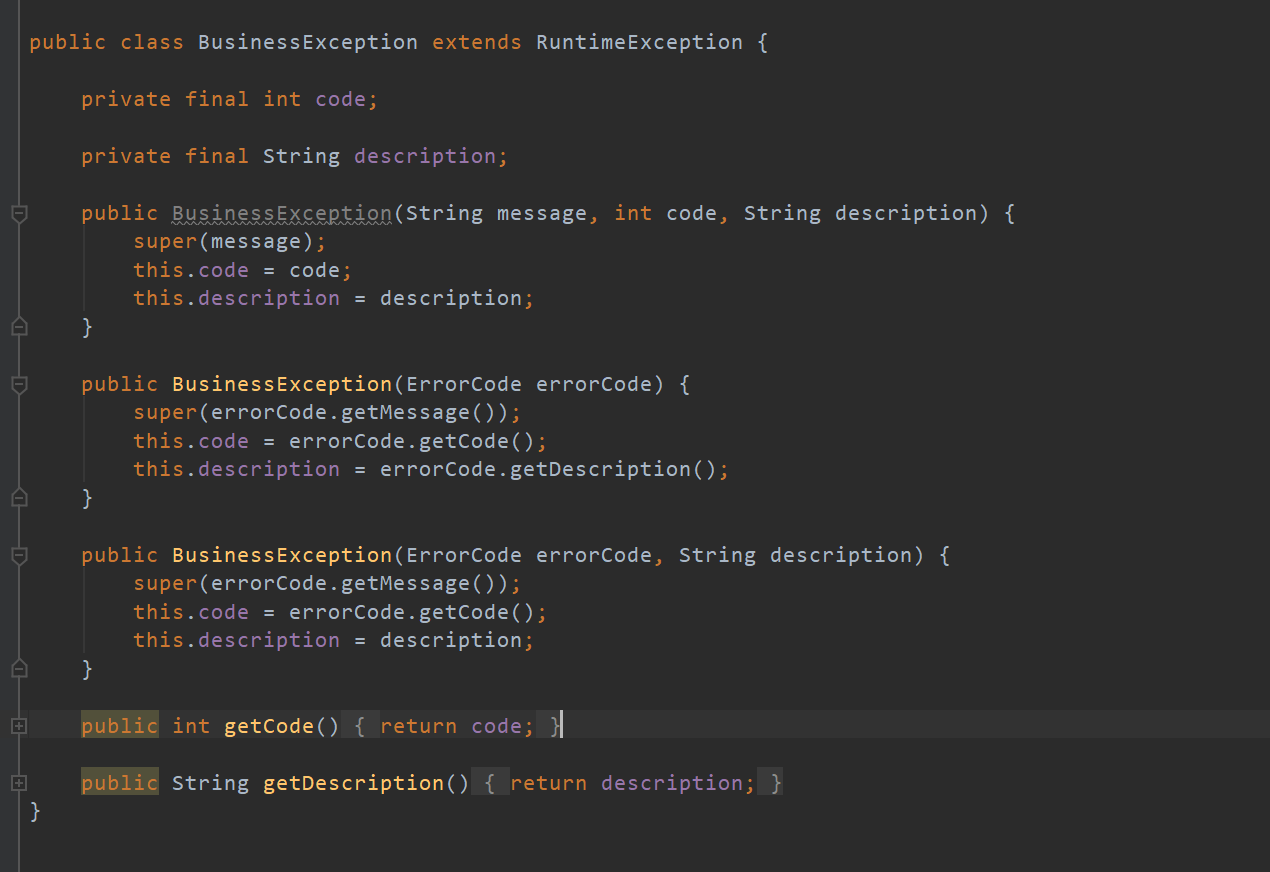 public class BusinessException extends RuntimeException {
private final int code;
private final String description;
public BusinessException(String message, int code, String description) {
super(message);
this.code = code;
this.description = description;
}
public BusinessException(ErrorCode errorCode) {
super(errorCode.getMessage());
this.code = errorCode.getCode();
this.description = errorCode.getDescription();
}
public BusinessException(ErrorCode errorCode, String description) {
super(errorCode.getMessage());
this.code = errorCode.getCode();
this.description = description;
}
public int getCode() { return code; }
public String getDescription() { return description; }
}